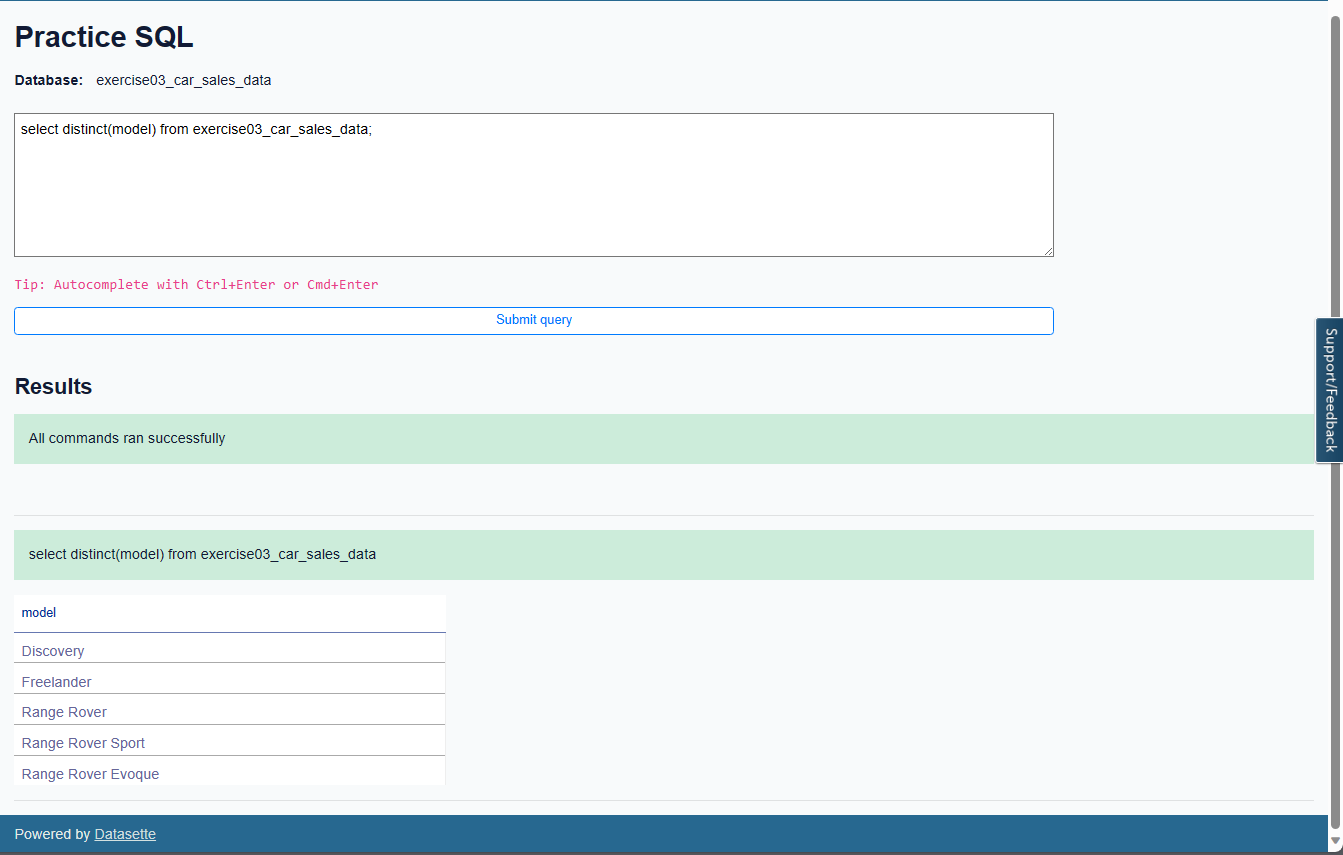 Practice SQL
Database: exercise03_car_sales_data
select distinct(model) from exercise03_car_sales_data;
Tip: Autocomplete with Ctrl+Enter or Cmd+Enter
Submit query
Support/Feedback
Results
All commands ran successfully
select distinct(model) from exercise03_car_sales_data
model
Discovery
Freelander
Range Rover
Range Rover Sport
Range Rover Evoque
Powered by Datasette